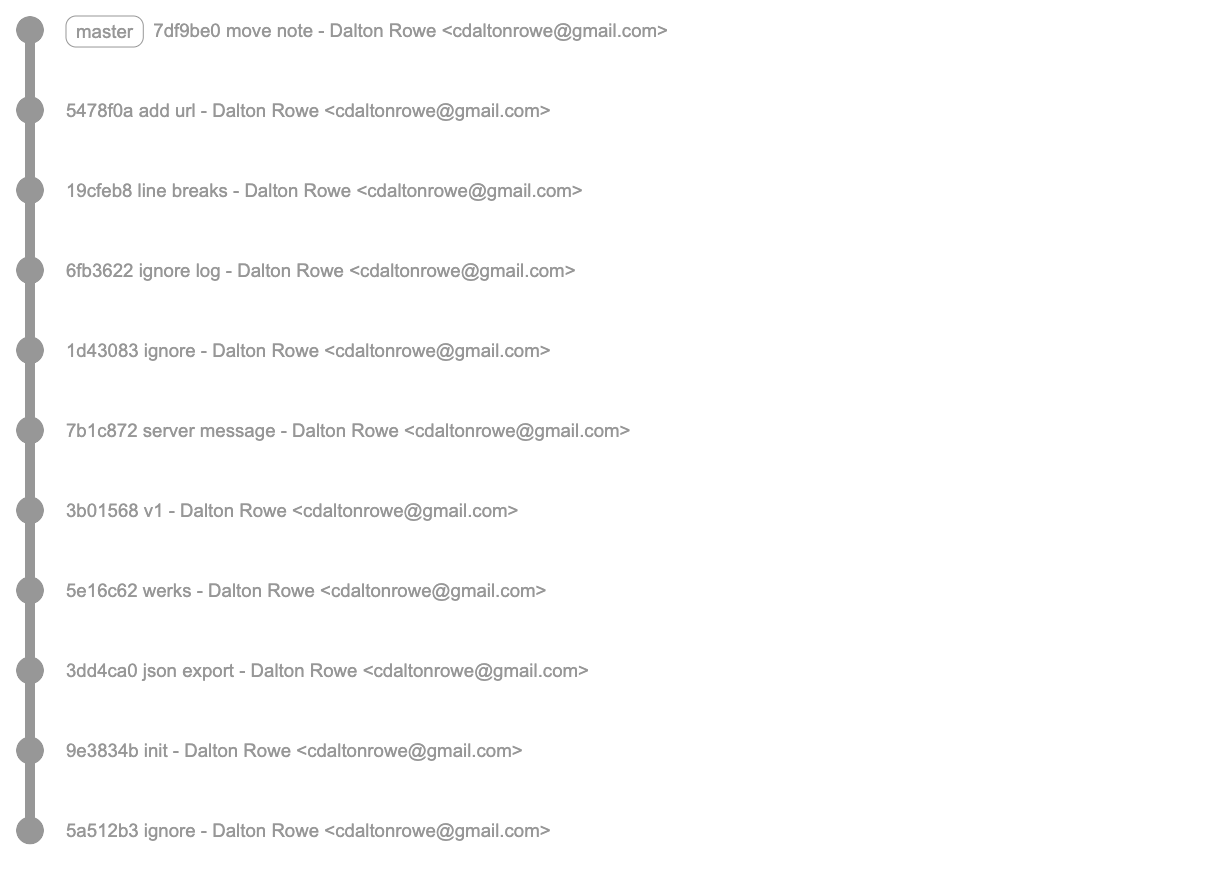 master 7df9be0 move note - Dalton Rowe <cdaltonrowe@gmail.com>
5478f0a add url - Dalton Rowe <cdaltonrowe@gmail.com>
19cfeb8 line breaks - Dalton Rowe <cdaltonrowe@gmail.com>
6fb3622 ignore log - Dalton Rowe <cdaltonrowe@gmail.com>
1d43083 ignore - Dalton Rowe <cdaltonrowe@gmail.com>
7b1c872 server message - Dalton Rowe <cdaltonrowe@gmail.com>
3b01568 v1 - Dalton Rowe <cdaltonrowe@gmail.com>
5e16c62 werks - Dalton Rowe <cdaltonrowe@gmail.com>
3dd4ca0 json export - Dalton Rowe <cdaltonrowe@gmail.com>
9e3834b init - Dalton Rowe <cdaltonrowe@gmail.com>
5a512b3 ignore - Dalton Rowe <cdaltonrowe@gmail.com>